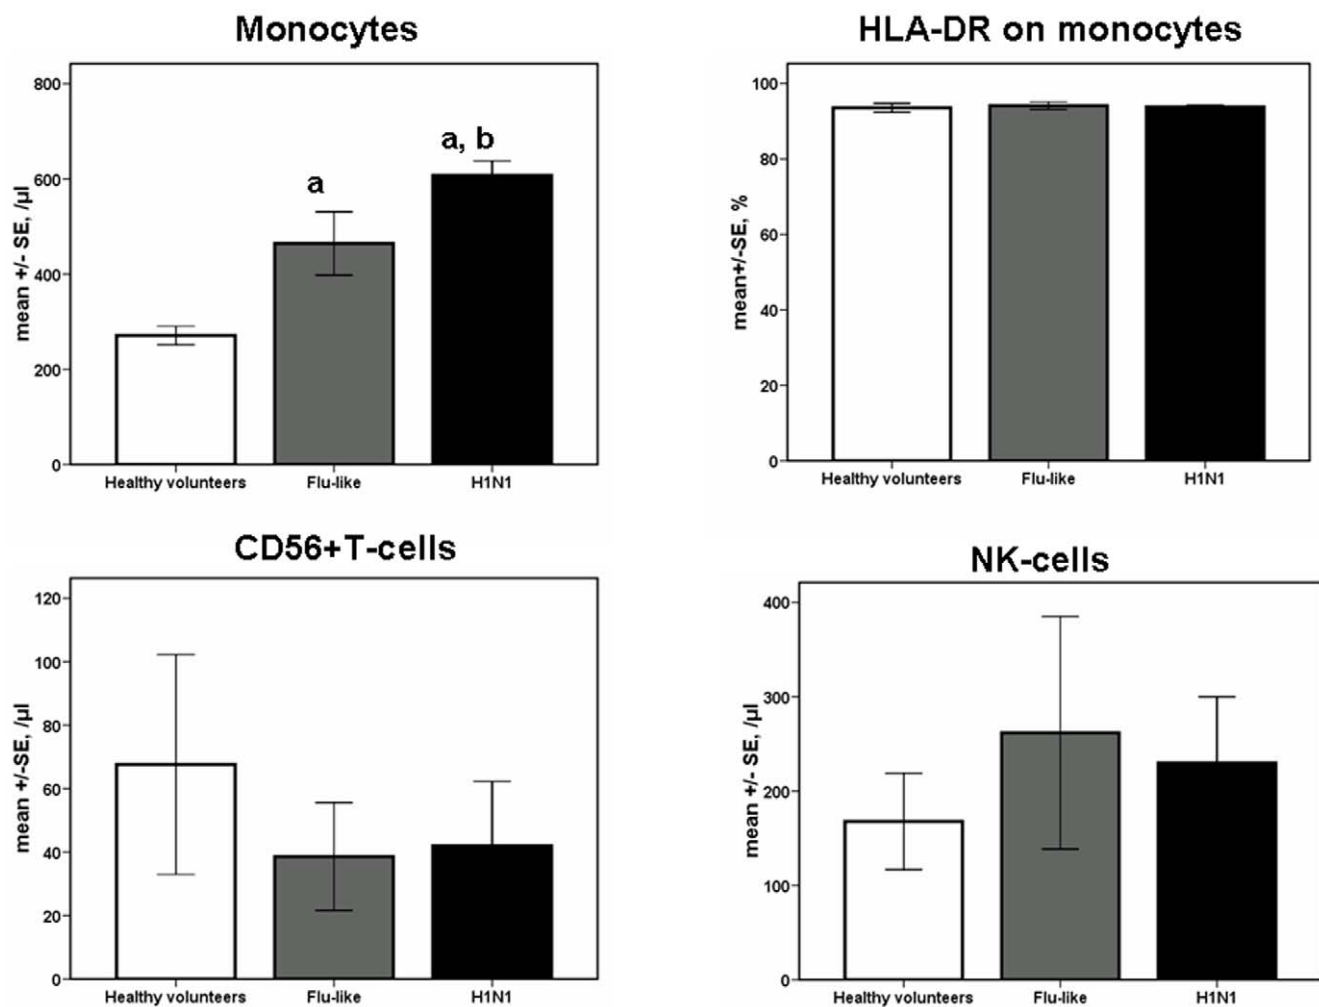 Monocytes
mean +/- SE, /µl
800
600
400
200
0
a
a, b
Healthy volunteers
Flu-like
H1N1
HLA-DR on monocytes
mean+/-SE, %
100
80
60
40
20
0
Healthy volunteers
Flu-like
H1N1
CD56+T-cells
mean +/-SE, /µl
120
100
80
60
40
20
0
Healthy volunteers
Flu-like
H1N1
NK-cells
mean +/- SE, /µl
400
300
200
100
0
Healthy volunteers
Flu-like
H1N1